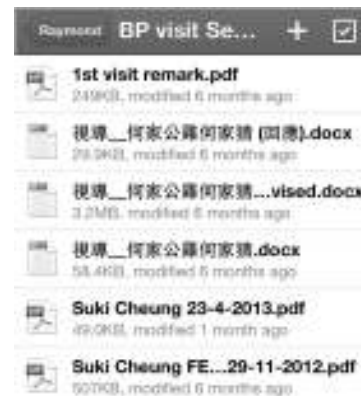 Raymond BP visit Se... +
1st visit remark.pdf
249KB, modified 6 months ago
視導__何家公雞何家猜 (回應).docx
29.9KB, modified 6 months ago
視導__何家公雞何家猜...vised.docx
3.2MB, modified 6 months ago
視導__何家公雞何家猜.docx
58.4KB, modified 6 months ago
Suki Cheung 23-4-2013.pdf
49.0KB, modified 1 month ago
Suki Cheung FE...29-11-2012.pdf
507KB, modified 6 months ago